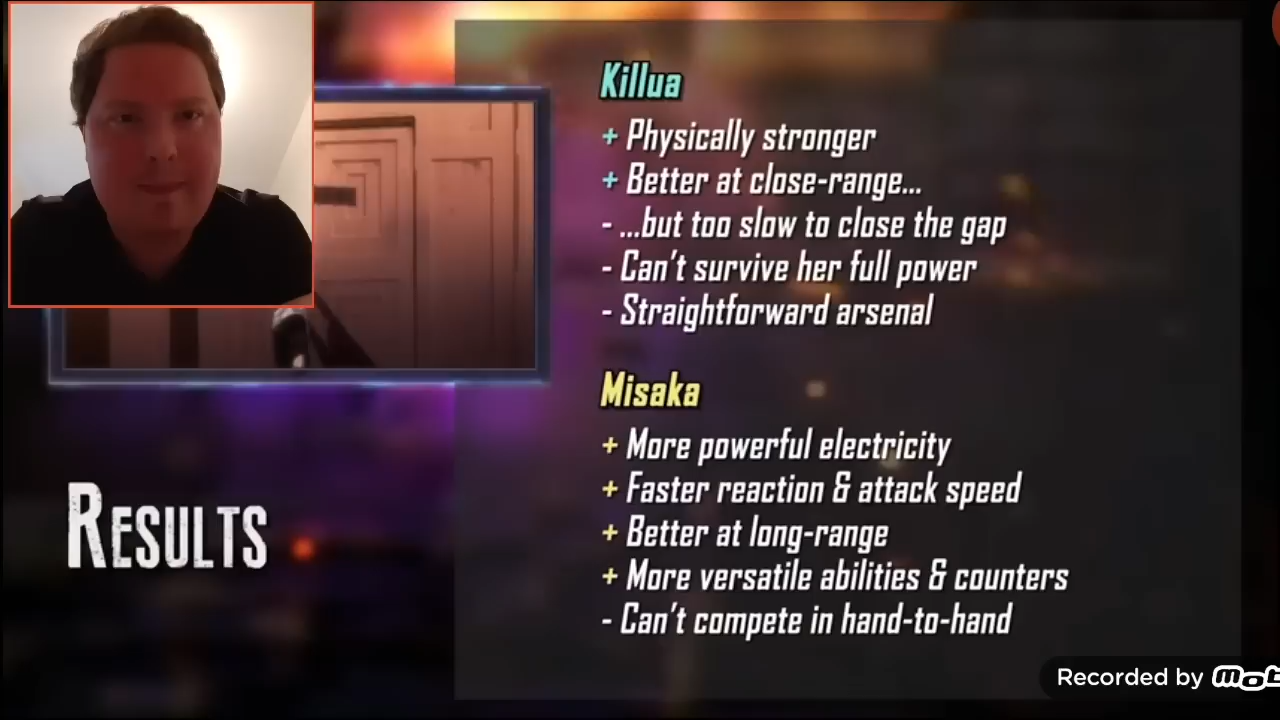 Killua
+ Physically stronger
+ Better at close-range...
- ...but too slow to close the gap
- Can't survive her full power
- Straightforward arsenal
Misaka
+ More powerful electricity
+ Faster reaction & attack speed
+ Better at long-range
+ More versatile abilities & counters
- Can't compete in hand-to-hand
RESULTS
Recorded by